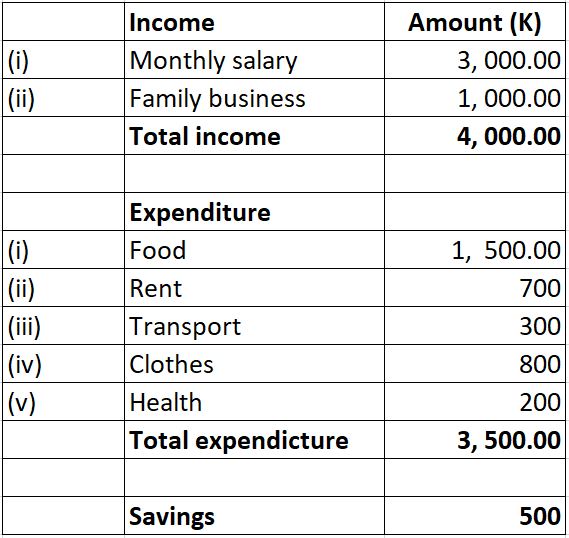 Income Amount (K)
(i) Monthly salary 3, 000.00
(ii) Family business 1, 000.00
Total income 4, 000.00
Expenditure
(i) Food 1, 500.00
(ii) Rent 700
(iii) Transport 300
(iv) Clothes 800
(v) Health 200
Total expendicture 3, 500.00
Savings 500